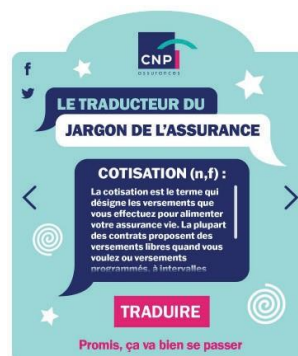 CNP
assurances
LE TRADUCTEUR DU
JARGON DE L'ASSURANCE
COTISATION (n,f) :
La cotisation est le terme qui
désigne les versements que
vous effectuez pour alimenter
votre assurance vie. La plupart
des contrats proposent des
versements libres quand vous
voulez ou versements
programmés, à intervalles
TRADUIRE
Promis, ça va bien se passer